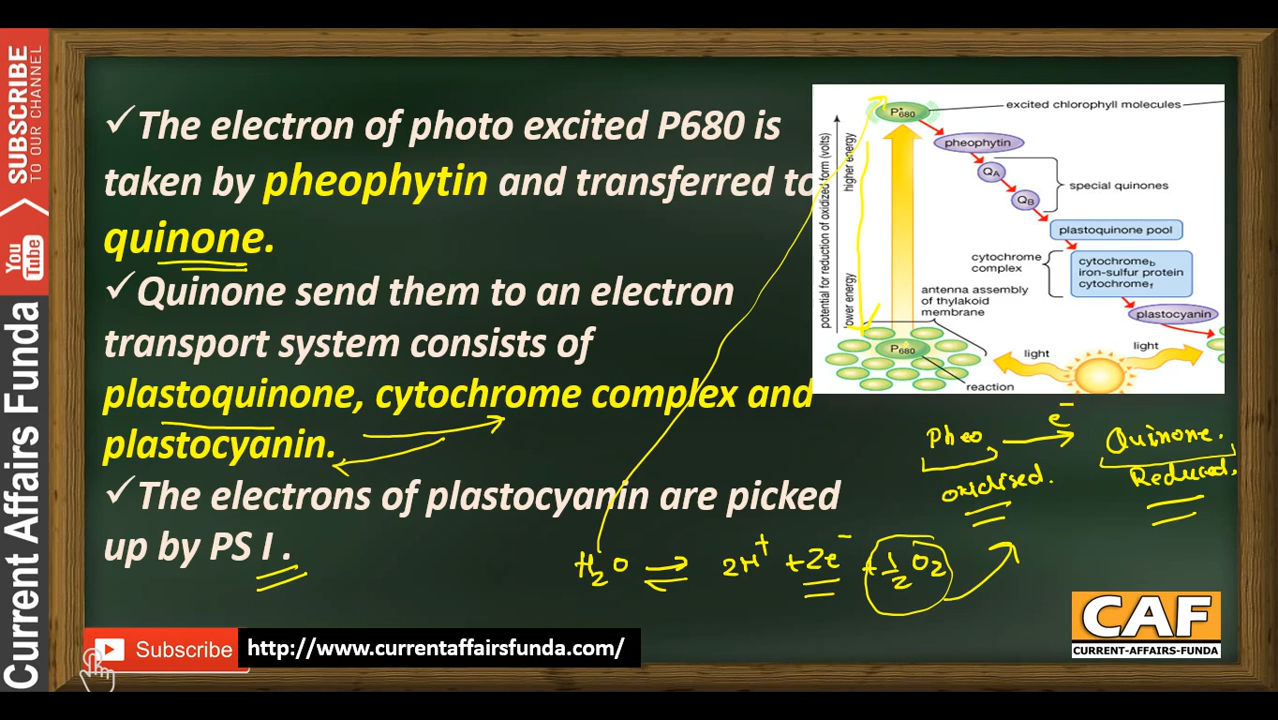 SUBSCRIBE
TO OUR CHANNEL
You Tube
Current Affairs Funda
✓The electron of photo excited P680 is
taken by pheophytin and transferred to
quinone.
✓Quinone send them to an electron
transport system consists of
plastoquinone, cytochrome complex and
plastocyanin.
✓The electrons of plastocyanin are picked
up by PS I .
potential for reduction of oxidized form (volts)
higher energy
lower energy
P*680
excited chlorophyll molecules
pheophytin
QA
QB
special quinones
plastoquinone pool
cytochrome
complex
cytochromeb
iron-sulfur protein
cytochromef
antenna assembly
of thylakoid
membrane
plastocyanin
P680
light
light
reaction
Pheo → e⁻ Quinone.
oxidised. Reduced.
H₂O ⇌ 2H⁺ + 2e⁻ + ½ O₂
Subscribe
http://www.currentaffairsfunda.com/
CAF
CURRENT-AFFAIRS-FUNDA